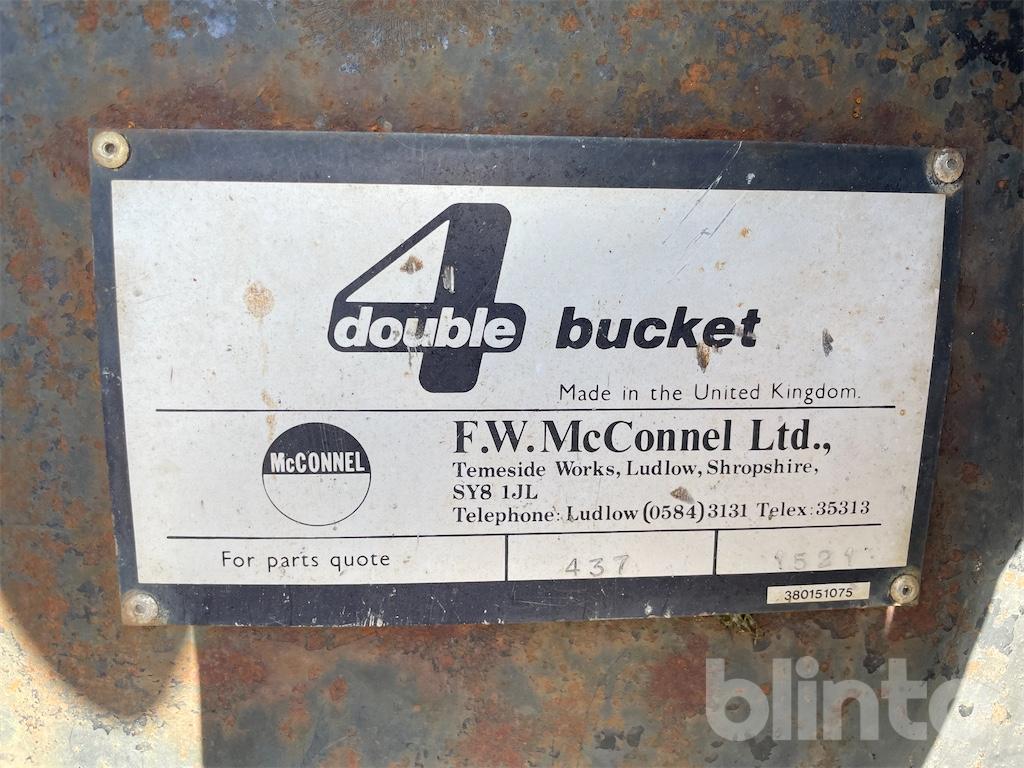 4
double bucket
Made in the United Kingdom.
McCONNEL
F.W. McConnel Ltd.,
Temeside Works, Ludlow, Shropshire,
SY8 1JL
Telephone: Ludlow (0584) 3131 Telex: 35313
For parts quote
437
380151075
blinto